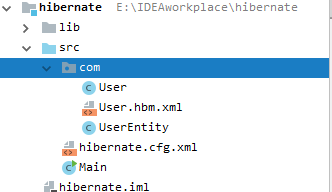 hibernate E:\IDEAworkplace\hibernate
lib
src
com
User
User.hbm.xml
UserEntity
hibernate.cfg.xml
Main
hibernate.iml